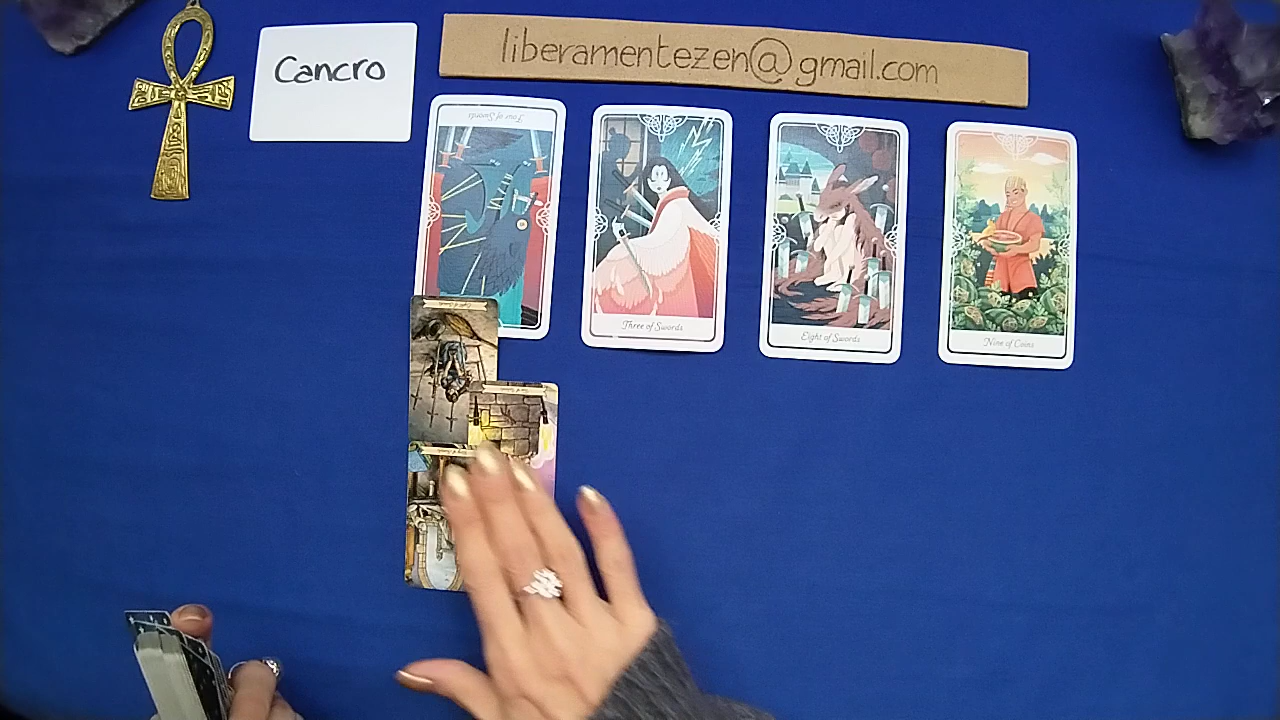 liberamentezen@gmail.com
Cancro
Four of Swords
Three of Swords
Eight of Swords
Nine of Coins